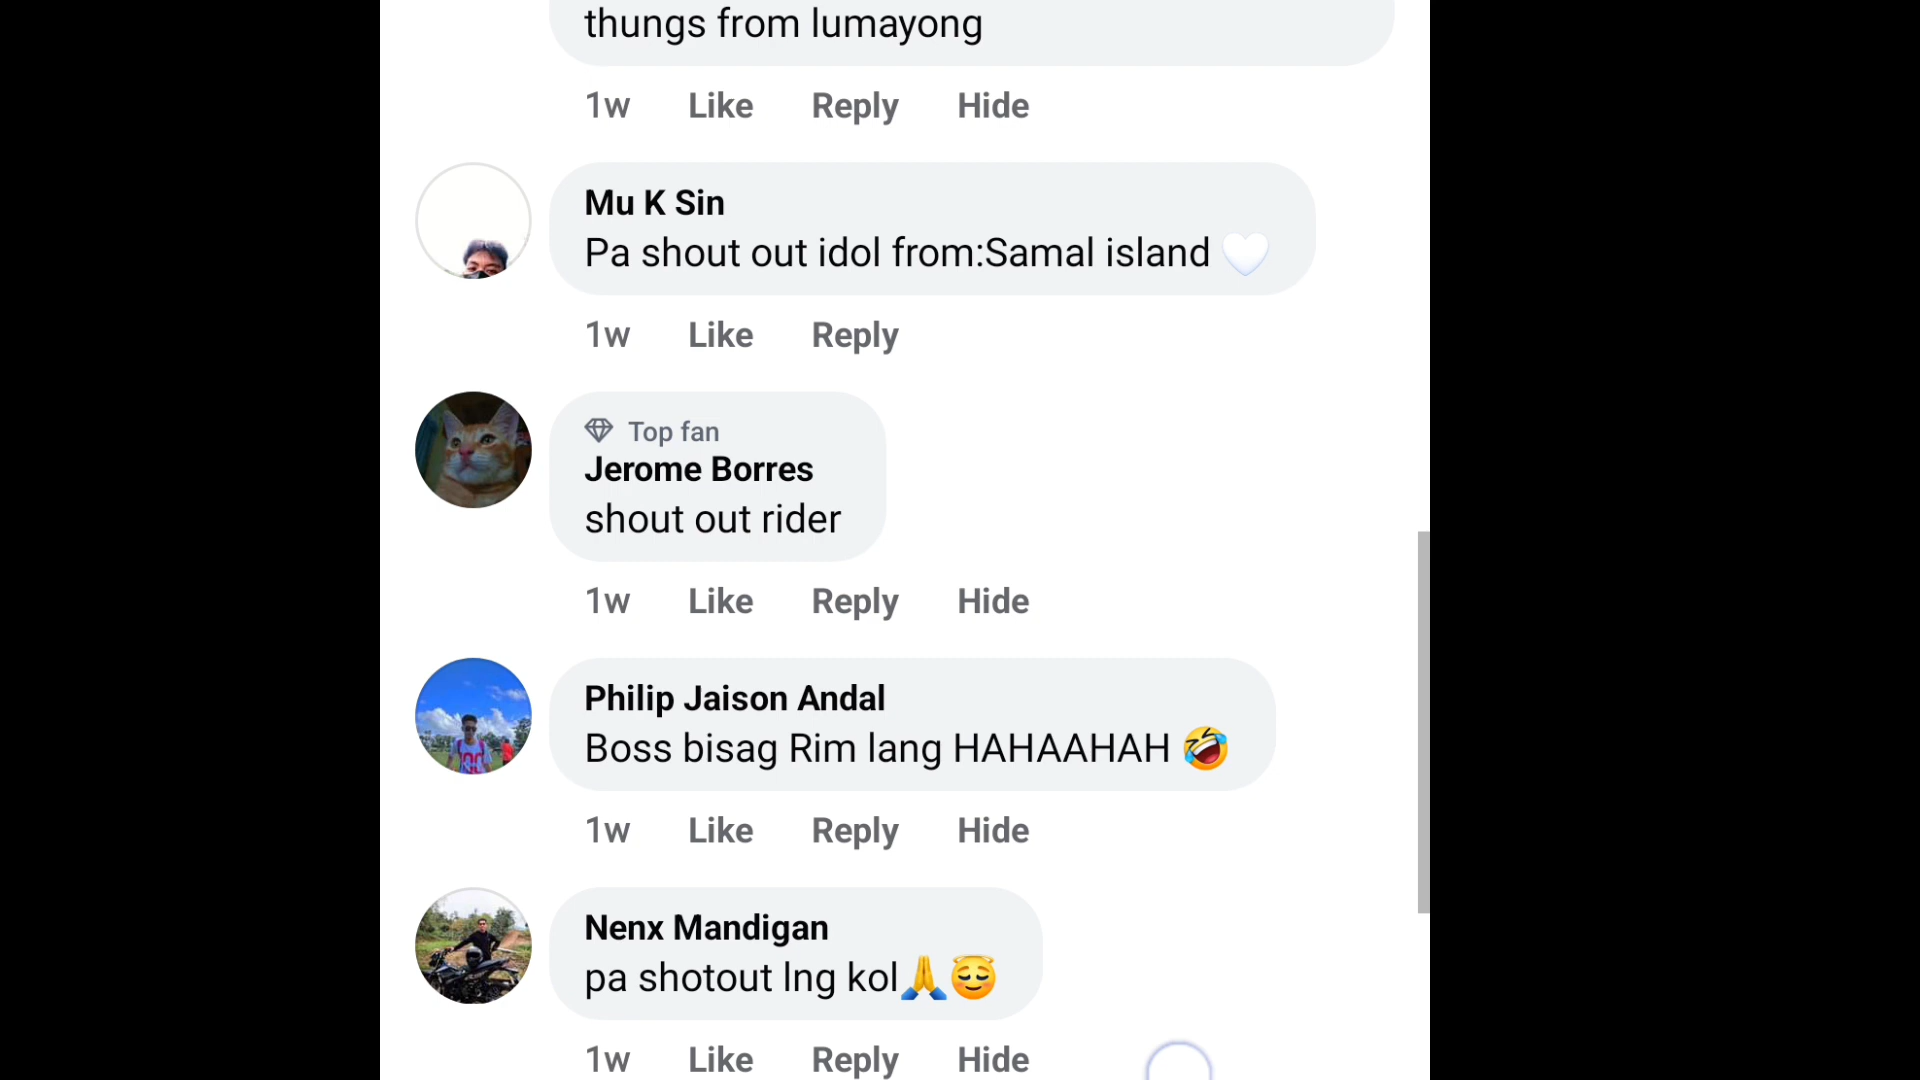 thungs from lumayong
1w Like Reply Hide
Mu K Sin
Pa shout out idol from:Samal island 🤍
1w Like Reply
Top fan
Jerome Borres
shout out rider
1w Like Reply Hide
Philip Jaison Andal
Boss bisag Rim lang HAHAAHAH 🤣
1w Like Reply Hide
Nenx Mandigan
pa shotout lng kol🙏😇
1w Like Reply Hide